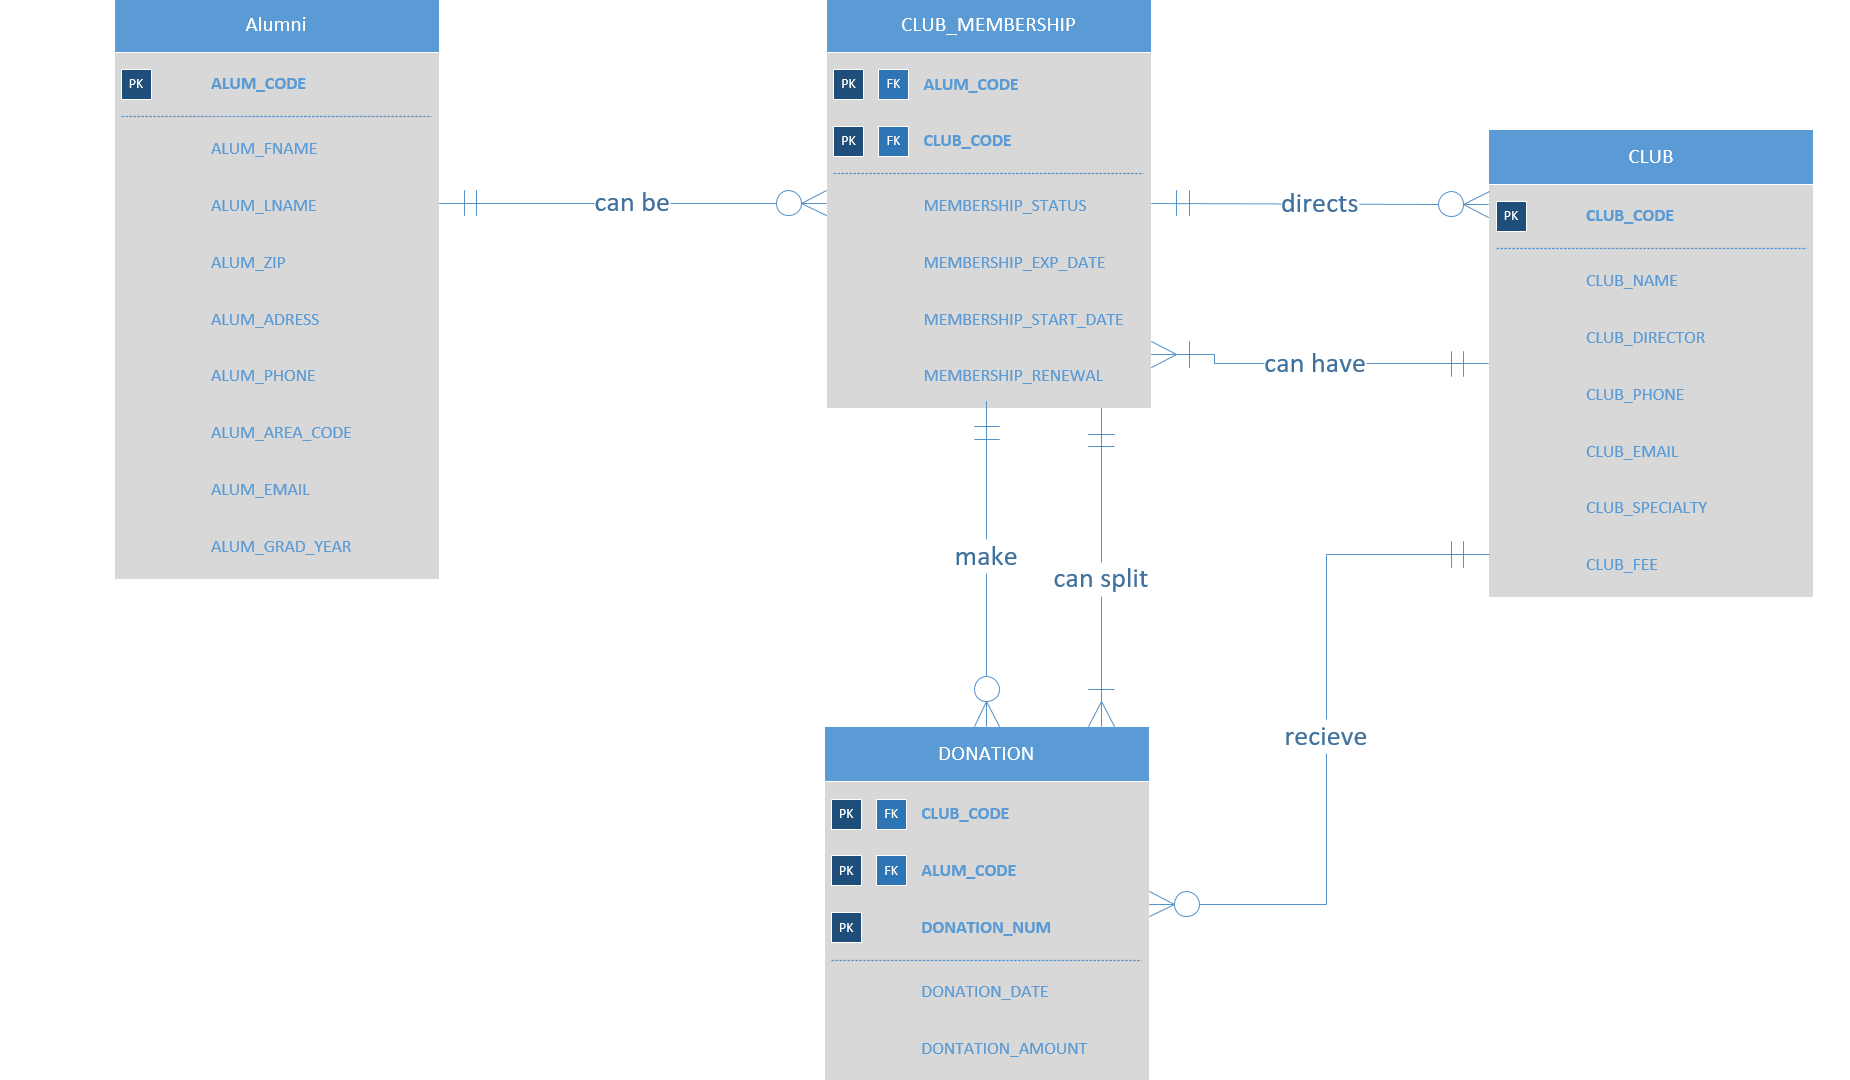 Alumni
PK ALUM_CODE
ALUM_FNAME
ALUM_LNAME
ALUM_ZIP
ALUM_ADRESS
ALUM_PHONE
ALUM_AREA_CODE
ALUM_EMAIL
ALUM_GRAD_YEAR
can be
CLUB_MEMBERSHIP
PK FK ALUM_CODE
PK FK CLUB_CODE
MEMBERSHIP_STATUS
MEMBERSHIP_EXP_DATE
MEMBERSHIP_START_DATE
MEMBERSHIP_RENEWAL
directs
can have
CLUB
PK CLUB_CODE
CLUB_NAME
CLUB_DIRECTOR
CLUB_PHONE
CLUB_EMAIL
CLUB_SPECIALTY
CLUB_FEE
make
can split
recieve
DONATION
PK FK CLUB_CODE
PK FK ALUM_CODE
PK DONATION_NUM
DONATION_DATE
DONTATION_AMOUNT